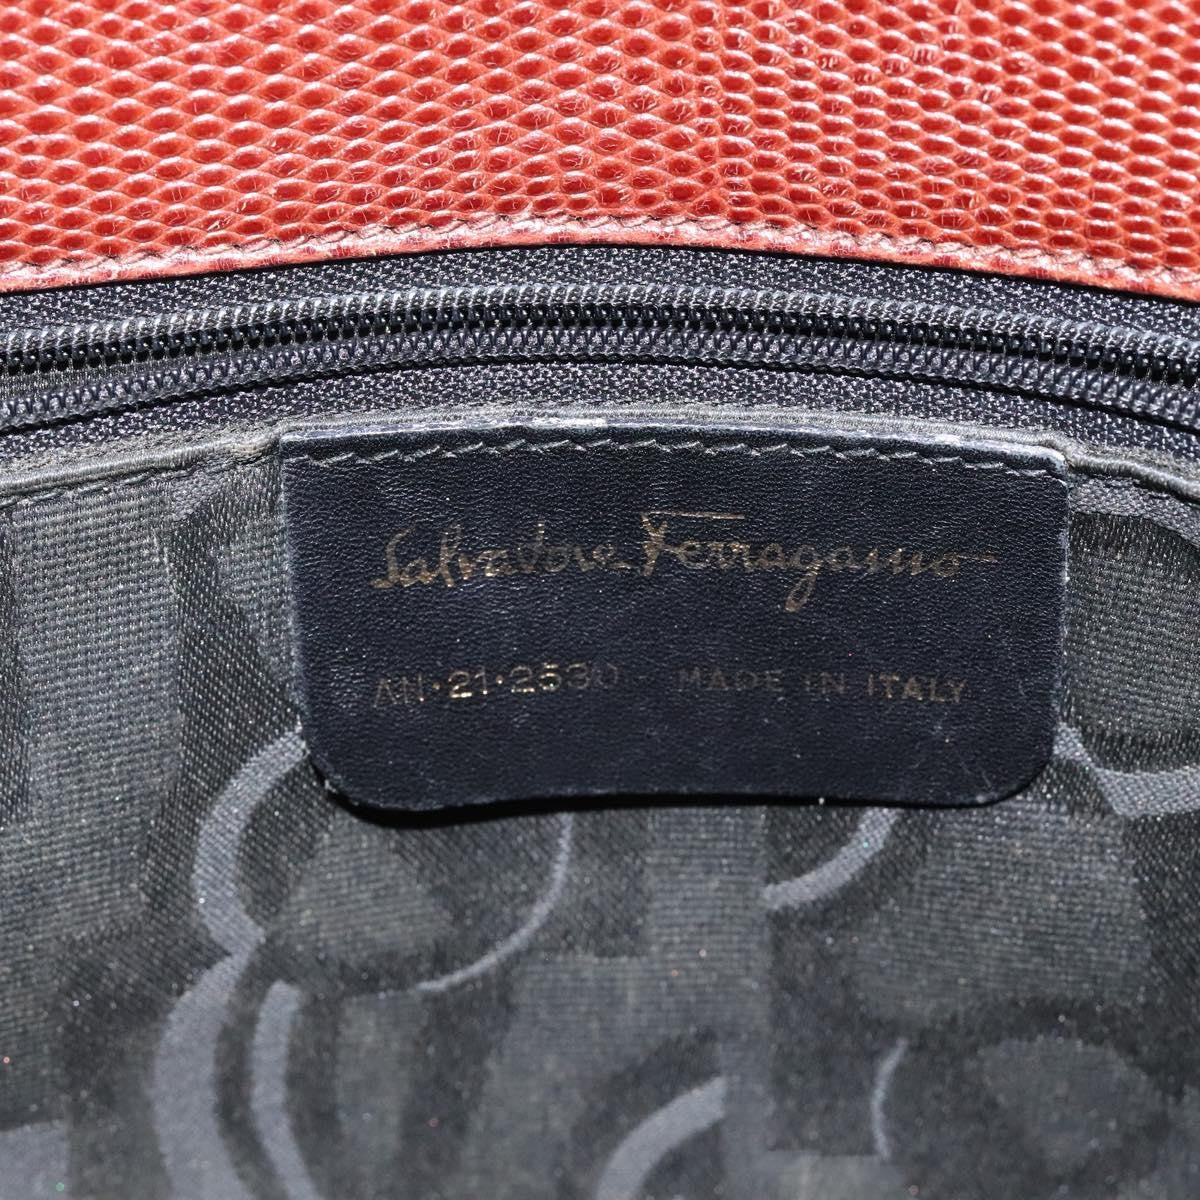 Salvatore Ferragamo
AN·21·2530 MADE IN ITALY